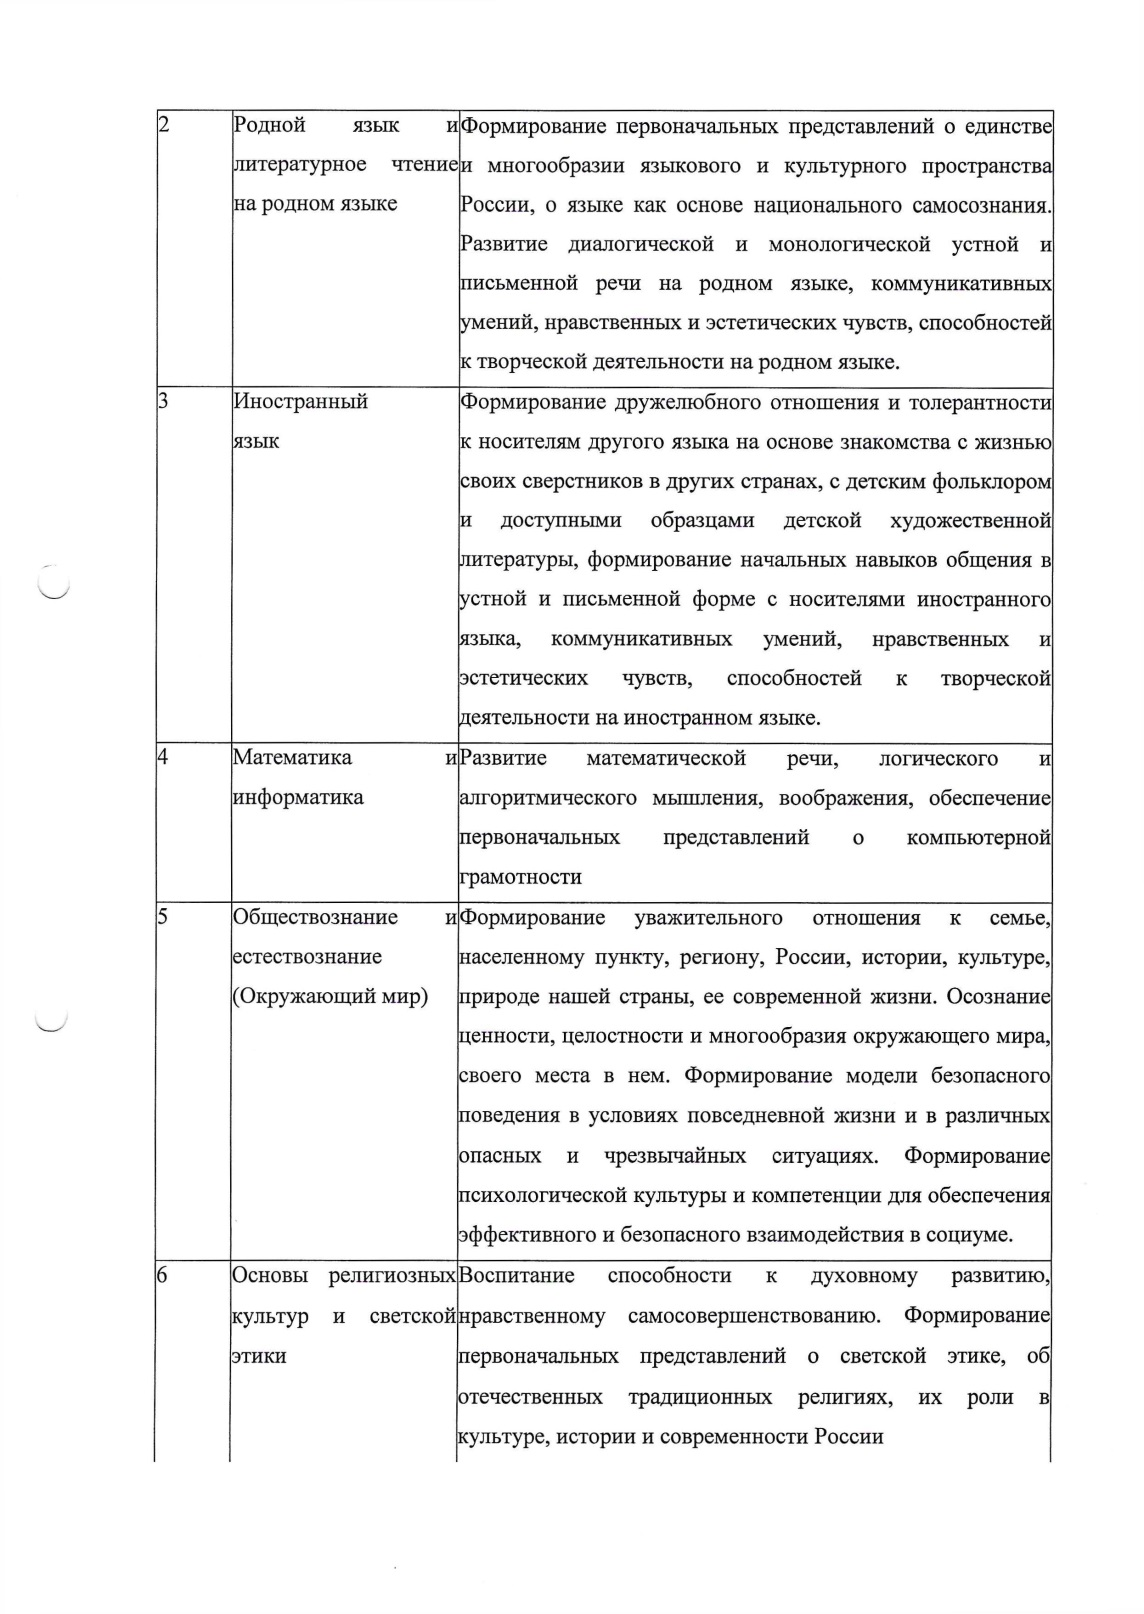 2
Родной язык и
литературное чтение
на родном языке
Формирование первоначальных представлений о единстве
и многообразии языкового и культурного пространства
России, о языке как основе национального самосознания.
Развитие диалогической и монологической устной и
письменной речи на родном языке, коммуникативных
умений, нравственных и эстетических чувств, способностей
к творческой деятельности на родном языке.
3
Иностранный
язык
Формирование дружелюбного отношения и толерантности
к носителям другого языка на основе знакомства с жизнью
своих сверстников в других странах, с детским фольклором
и доступными образцами детской художественной
литературы, формирование начальных навыков общения в
устной и письменной форме с носителями иностранного
языка, коммуникативных умений, нравственных и
эстетических чувств, способностей к творческой
деятельности на иностранном языке.
4
Математика и
информатика
Развитие математической речи, логического и
алгоритмического мышления, воображения, обеспечение
первоначальных представлений о компьютерной
грамотности
5
Обществознание и
естествознание
(Окружающий мир)
Формирование уважительного отношения к семье,
населенному пункту, региону, России, истории, культуре,
природе нашей страны, ее современной жизни. Осознание
ценности, целостности и многообразия окружающего мира,
своего места в нем. Формирование модели безопасного
поведения в условиях повседневной жизни и в различных
опасных и чрезвычайных ситуациях. Формирование
психологической культуры и компетенции для обеспечения
эффективного и безопасного взаимодействия в социуме.
6
Основы религиозных
культур и светской
этики
Воспитание способности к духовному развитию,
нравственному самосовершенствованию. Формирование
первоначальных представлений о светской этике, об
отечественных традиционных религиях, их роли в
культуре, истории и современности России